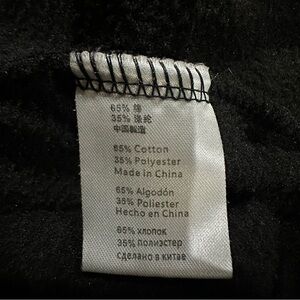 65% 棉
35% 涤纶
中国製造
65% Cotton
35% Polyester
Made in China
65% Algodón
35% Poliester
Hecho en China
65% хлопок
35% полиэстер
сделано в китае